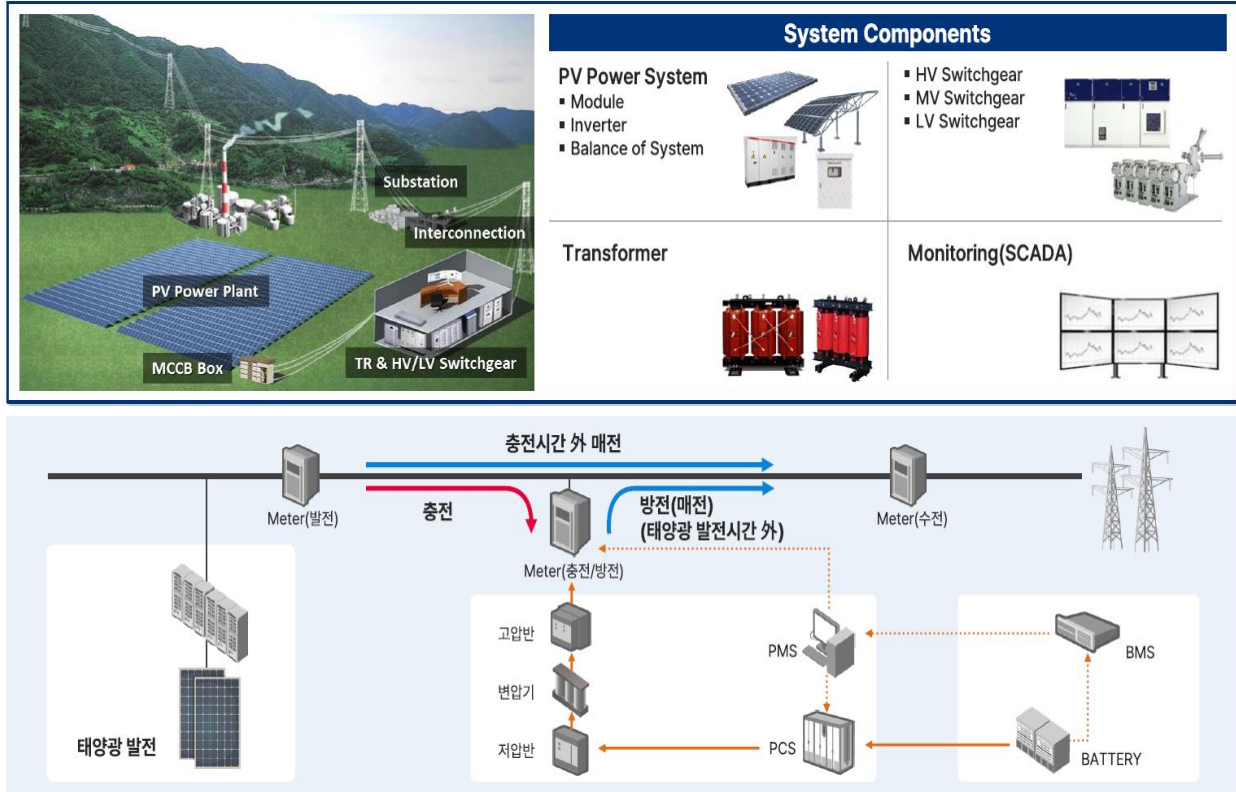 System Components
Substation
Interconnection
PV Power Plant
MCCB Box
TR & HV/LV Switchgear
PV Power System
▪ Module
▪ Inverter
▪ Balance of System
▪ HV Switchgear
▪ MV Switchgear
▪ LV Switchgear
Transformer
Monitoring(SCADA)
충전시간 外 매전
Meter(발전)
충전
방전(매전)
(태양광 발전시간 外)
Meter(수전)
Meter(충전/방전)
고압반
변압기
저압반
PMS
PCS
BMS
BATTERY
태양광 발전